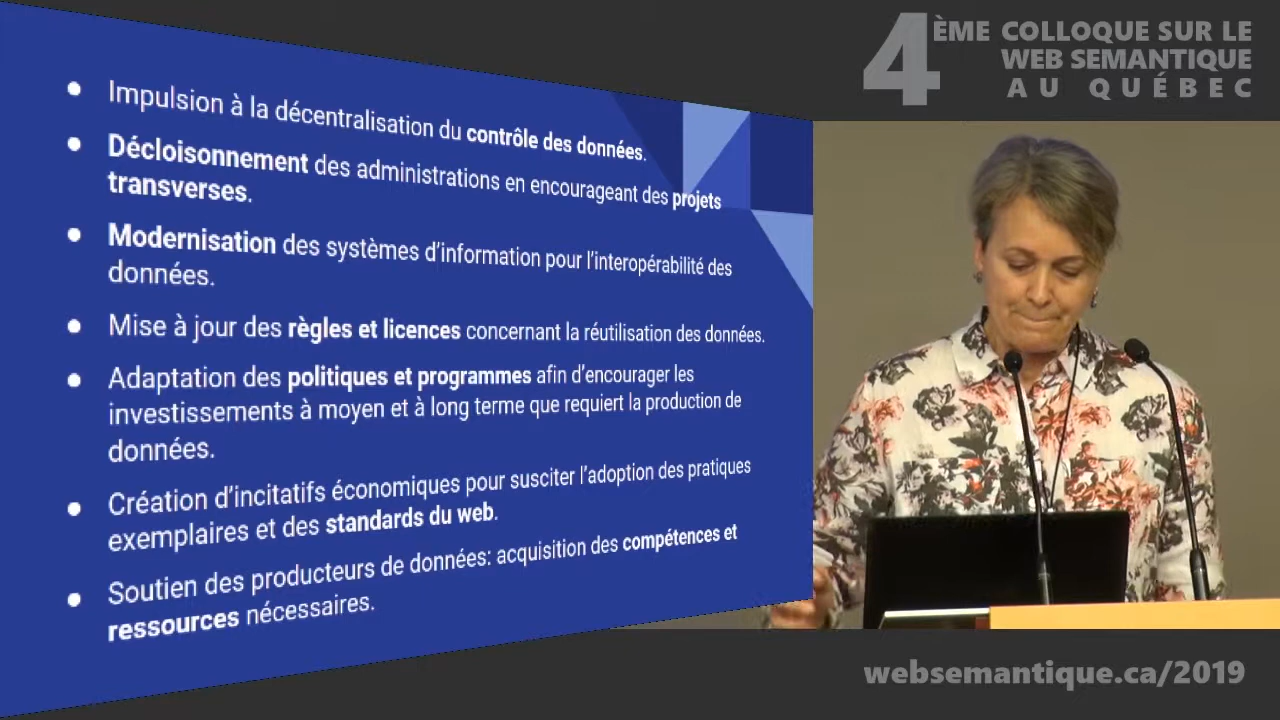 Impulsion à la décentralisation du contrôle des données.
Décloisonnement des administrations en encourageant des projets
transverses.
Modernisation des systèmes d’information pour l’interopérabilité des
données.
Mise à jour des règles et licences concernant la réutilisation des données.
Adaptation des politiques et programmes afin d’encourager les
investissements à moyen et à long terme que requiert la production de
données.
Création d’incitatifs économiques pour susciter l’adoption des pratiques
exemplaires et des standards du web.
Soutien des producteurs de données: acquisition des compétences et
ressources nécessaires.
4ÈME COLLOQUE SUR LE
WEB SEMANTIQUE
AU QUÉBEC
websemantique.ca/2019